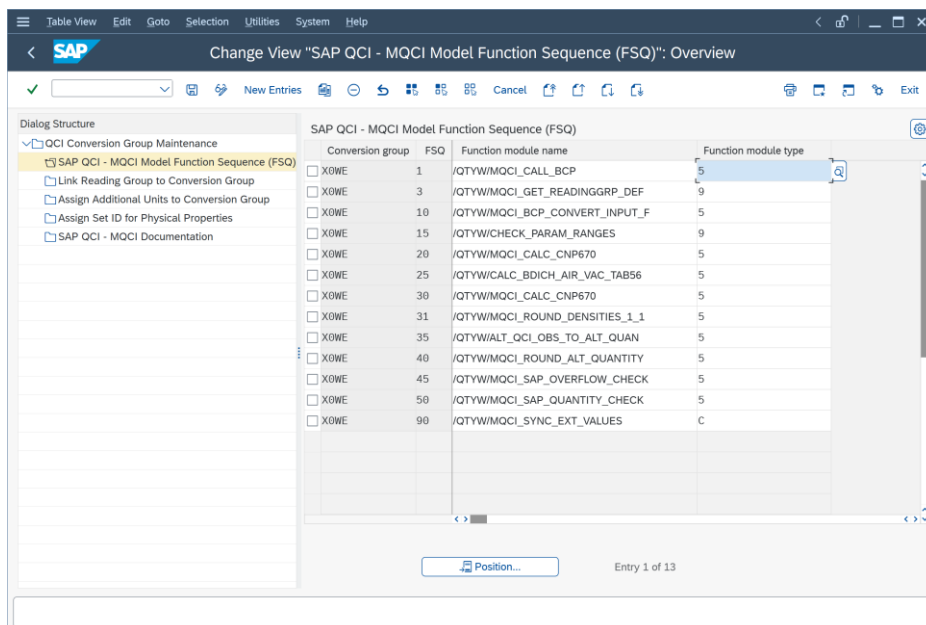 Table View Edit Goto Selection Utilities System Help
SAP Change View "SAP QCI - MQCI Model Function Sequence (FSQ)": Overview
New Entries Cancel Exit
Dialog Structure
QCI Conversion Group Maintenance
SAP QCI - MQCI Model Function Sequence (FSQ)
Link Reading Group to Conversion Group
Assign Additional Units to Conversion Group
Assign Set ID for Physical Properties
SAP QCI - MQCI Documentation
SAP QCI - MQCI Model Function Sequence (FSQ)
Conversion group FSQ Function module name Function module type
X0WE 1 /QTYW/MQCI_CALL_BCP 5
X0WE 3 /QTYW/MQCI_GET_READINGGRP_DEF 9
X0WE 10 /QTYW/MQCI_BCP_CONVERT_INPUT_F 5
X0WE 15 /QTYW/CHECK_PARAM_RANGES 9
X0WE 20 /QTYW/MQCI_CALC_CNP670 5
X0WE 25 /QTYW/CALC_BDICH_AIR_VAC_TAB56 5
X0WE 30 /QTYW/MQCI_CALC_CNP670 5
X0WE 31 /QTYW/MQCI_ROUND_DENSITIES_1_1 5
X0WE 35 /QTYW/ALT_QCI_OBS_TO_ALT_QUAN 5
X0WE 40 /QTYW/MQCI_ROUND_ALT_QUANTITY 5
X0WE 45 /QTYW/MQCI_SAP_OVERFLOW_CHECK 5
X0WE 50 /QTYW/MQCI_SAP_QUANTITY_CHECK 5
X0WE 90 /QTYW/MQCI_SYNC_EXT_VALUES C
Position... Entry 1 of 13